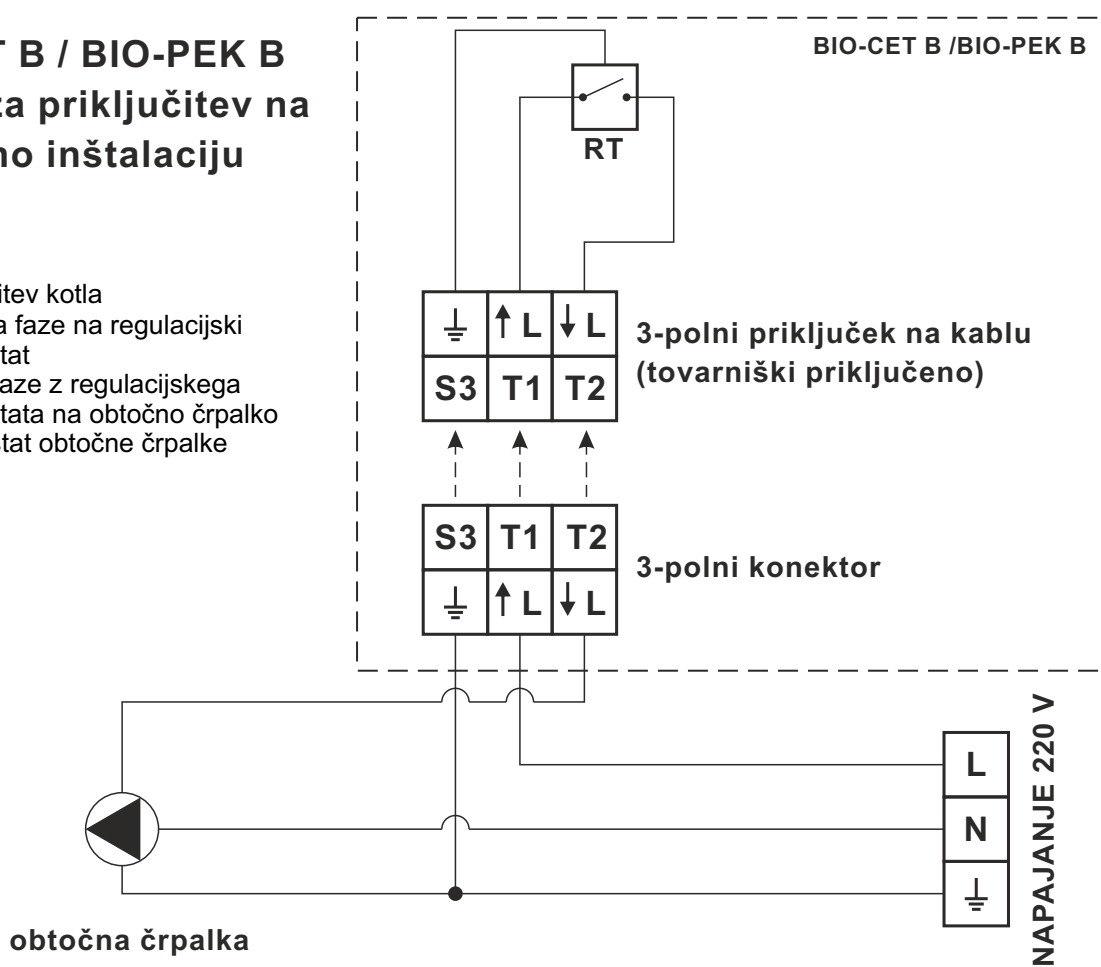 T B / BIO-PEK B
za priključitev na
no inštalaciju
itev kotla
a faze na regulacijski
tat
faze z regulacijskega
tata na obtočno črpalko
tat obtočne črpalke
BIO-CET B /BIO-PEK B
RT
L L
S3 T1 T2
3-polni priključek na kablu
(tovarniški priključeno)
S3 T1 T2
L L
3-polni konektor
L
N
NAPAJANJE 220 V
obtočna črpalka